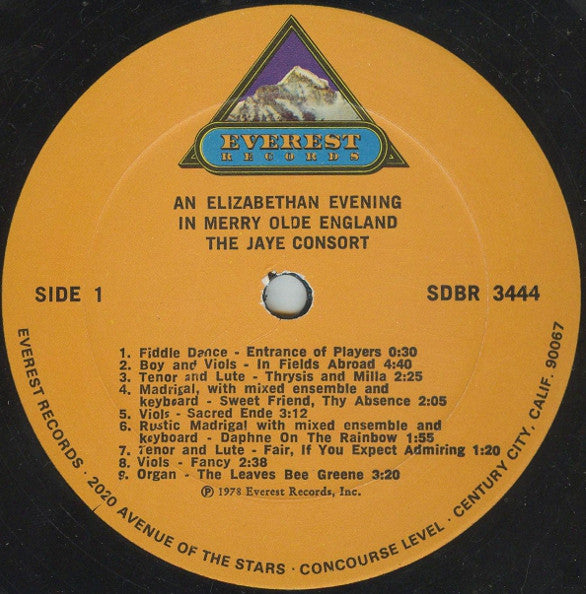 EVEREST
RECORDS
AN ELIZABETHAN EVENING
IN MERRY OLDE ENGLAND
THE JAYE CONSORT
SIDE 1
SDBR 3444
1. Fiddle Dance - Entrance of Players 0:30
2. Boy and Viols - In Fields Abroad 4:40
3. Tenor and Lute - Thrysis and Milla 2:25
4. Madrigal, with mixed ensemble and
keyboard - Sweet Friend, Thy Absence 2:05
5. Viols - Sacred Ende 3:12
6. Rustic Madrigal with mixed ensemble and
keyboard - Daphne On The Rainbow 1:55
7. Tenor and Lute - Fair, If You Expect Admiring 1:20
8. Viols - Fancy 2:38
9. Organ - The Leaves Bee Greene 3:20
℗ 1978 Everest Records, Inc.
EVEREST RECORDS · 2020 AVENUE OF THE STARS · CONCOURSE LEVEL · CENTURY CITY, CALIF. 90067